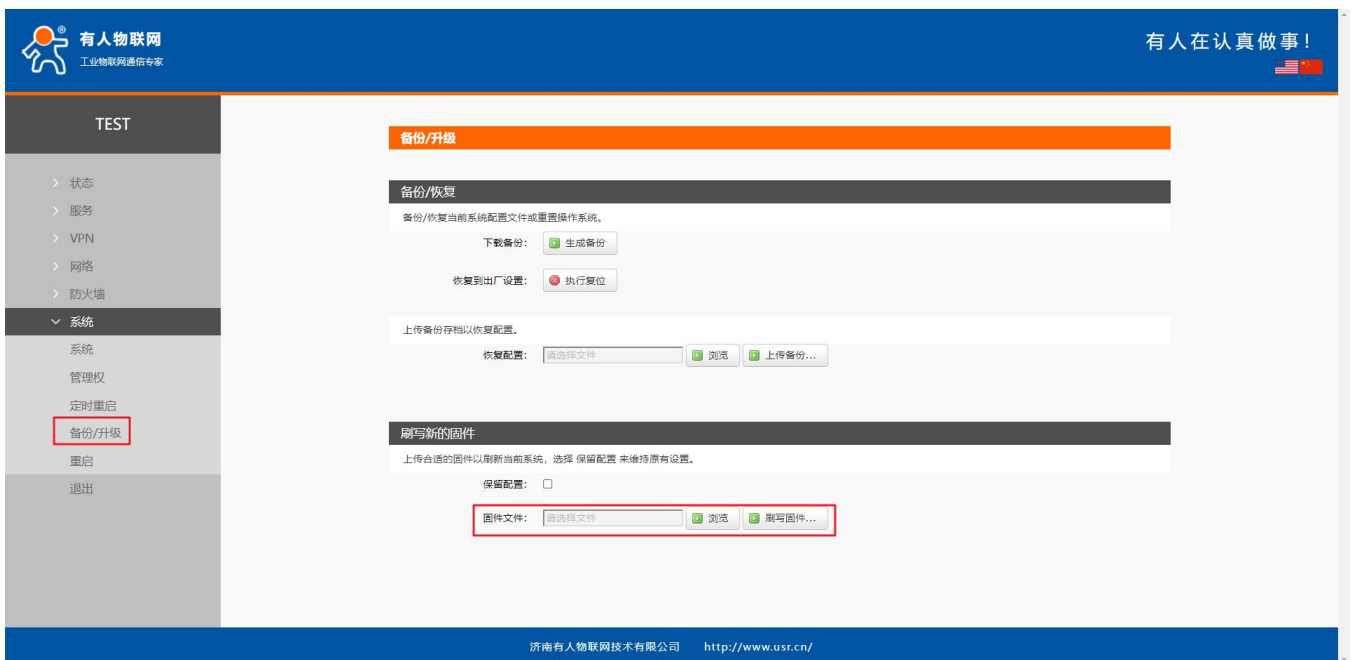 有人物联网
工业物联网通信专家
有人在认真做事!
TEST
状态
服务
VPN
网络
防火墙
系统
系统
管理权
定时重启
备份/升级
重启
退出
备份/升级
备份/恢复
备份/恢复当前系统配置文件或重置操作系统。
下载备份: 生成备份
恢复到出厂设置: 执行复位
上传备份存档以恢复配置。
恢复配置: 请选择文件 浏览 上传备份...
刷写新的固件
上传合适的固件以刷新当前系统,选择 保留配置 来维持原有设置。
保留配置:
固件文件: 请选择文件 浏览 刷写固件...
济南有人物联网技术有限公司 http://www.usr.cn/